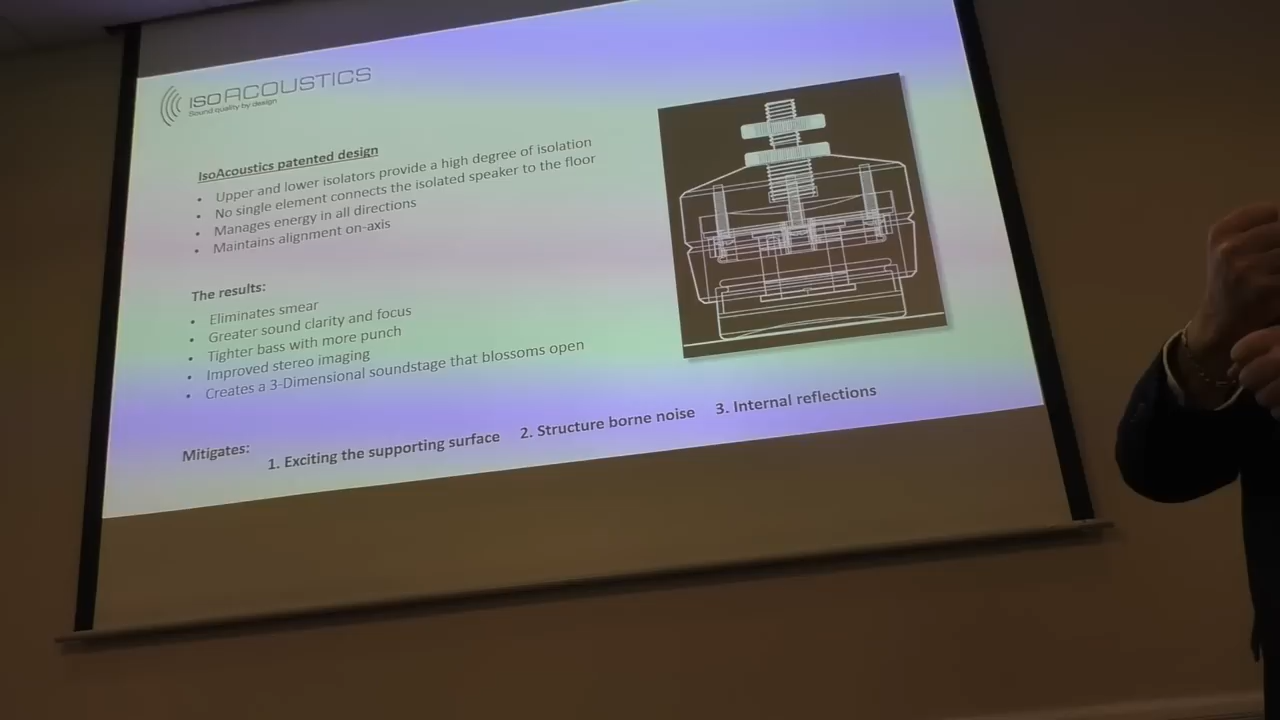 ISOACOUSTICS
Sound quality by design
IsoAcoustics patented design
• Upper and lower isolators provide a high degree of isolation
• No single element connects the isolated speaker to the floor
• Manages energy in all directions
• Maintains alignment on-axis
The results:
• Eliminates smear
• Greater sound clarity and focus
• Tighter bass with more punch
• Improved stereo imaging
• Creates a 3-Dimensional soundstage that blossoms open
Mitigates: 1. Exciting the supporting surface 2. Structure borne noise 3. Internal reflections